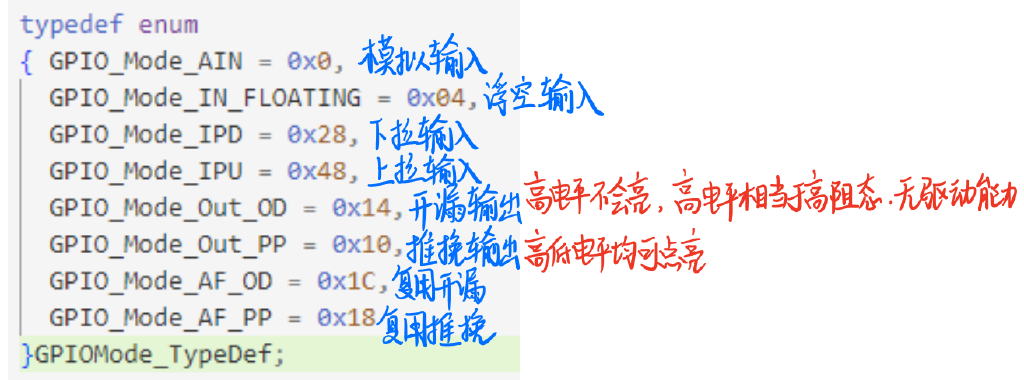 typedef enum
{ GPIO_Mode_AIN = 0x0, 模拟输入
GPIO_Mode_IN_FLOATING = 0x04, 浮空输入
GPIO_Mode_IPD = 0x28, 下拉输入
GPIO_Mode_IPU = 0x48, 上拉输入
GPIO_Mode_Out_OD = 0x14, 开漏输出 高电平不会亮,高电平相当于高阻态.无驱动能力
GPIO_Mode_Out_PP = 0x10, 推挽输出 高低电平均可点亮
GPIO_Mode_AF_OD = 0x1C, 复用开漏
GPIO_Mode_AF_PP = 0x18 复用推挽
}GPIOMode_TypeDef;